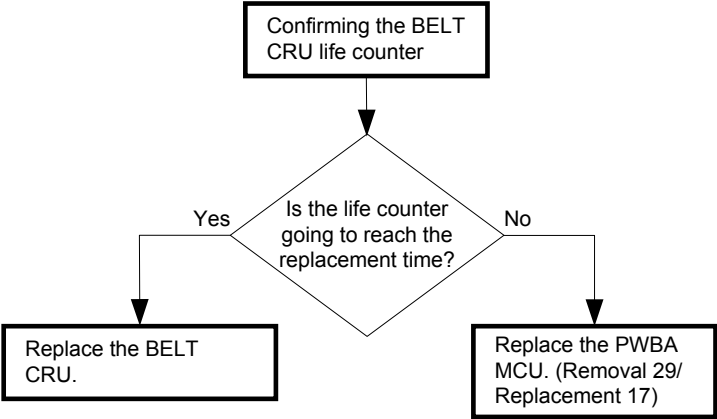 Confirming the BELT
CRU life counter
Is the life counter
going to reach the
replacement time?
Yes
No
Replace the BELT
CRU.
Replace the PWBA
MCU. (Removal 29/
Replacement 17)